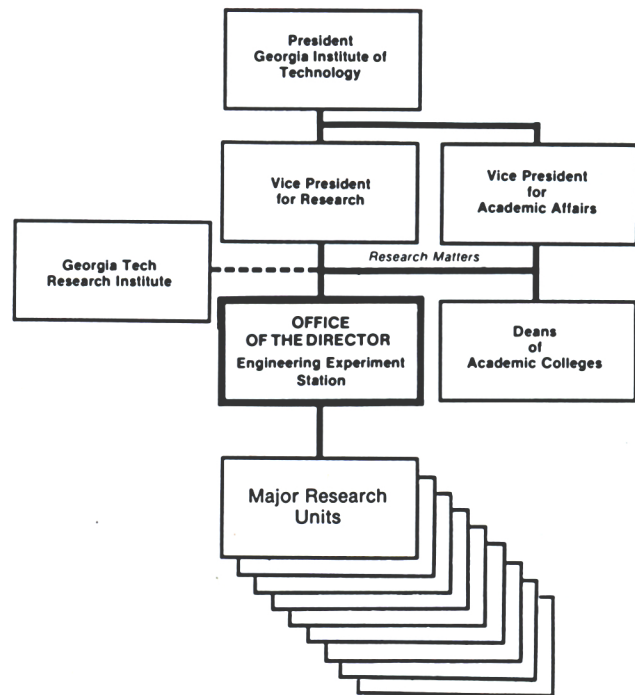 President
Georgia Institute of
Technology
Vice President
for Research
Vice President
for
Academic Affairs
Georgia Tech
Research Institute
Research Matters
OFFICE
OF THE DIRECTOR
Engineering Experiment
Station
Deans
of
Academic Colleges
Major Research
Units